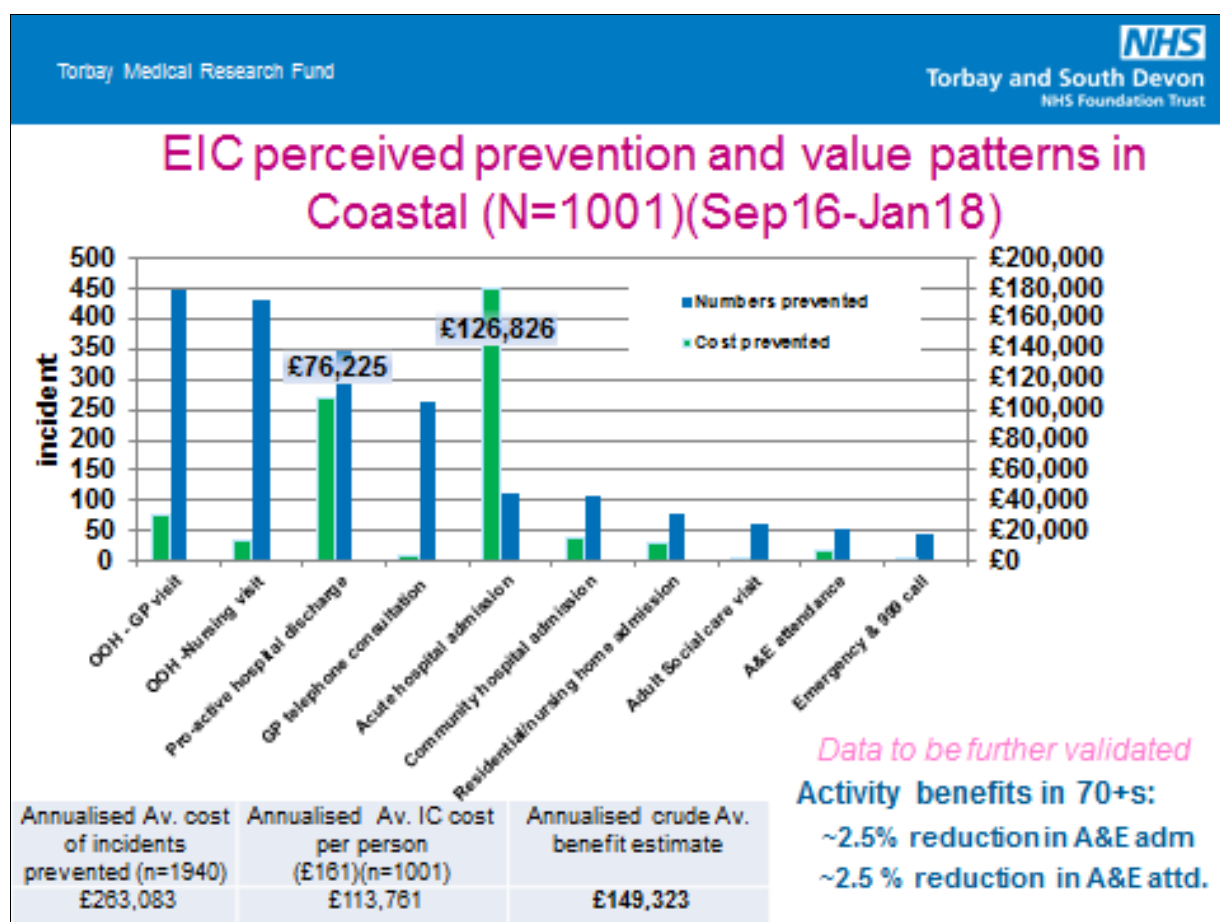 Torbay Medical Research Fund
NHS
Torbay and South Devon
NHS Foundation Trust
EIC perceived prevention and value patterns in
Coastal (N=1001)(Sep16-Jan18)
500
450
400
350
300
250
200
150
100
50
0
incident
£200,000
£180,000
£160,000
£140,000
£120,000
£100,000
£80,000
£60,000
£40,000
£20,000
£0
Numbers prevented
Cost prevented
£76,225
£126,826
OOH - GP visit
OOH -Nursing visit
Pro-active hospital discharge
GP telephone consultation
Acute hospital admission
Community hospital admission
Residential/nursing home admission
Adult Social care visit
A&E attendance
Emergency & 999 call
Data to be further validated
Activity benefits in 70+s:
~2.5% reduction in A&E adm
~2.5 % reduction in A&E attd.
Annualised Av. cost
of incidents
prevented (n=1940)
Annualised Av. IC cost
per person
(£161)(n=1001)
Annualised crude Av.
benefit estimate
£263,083
£113,761
£149,323